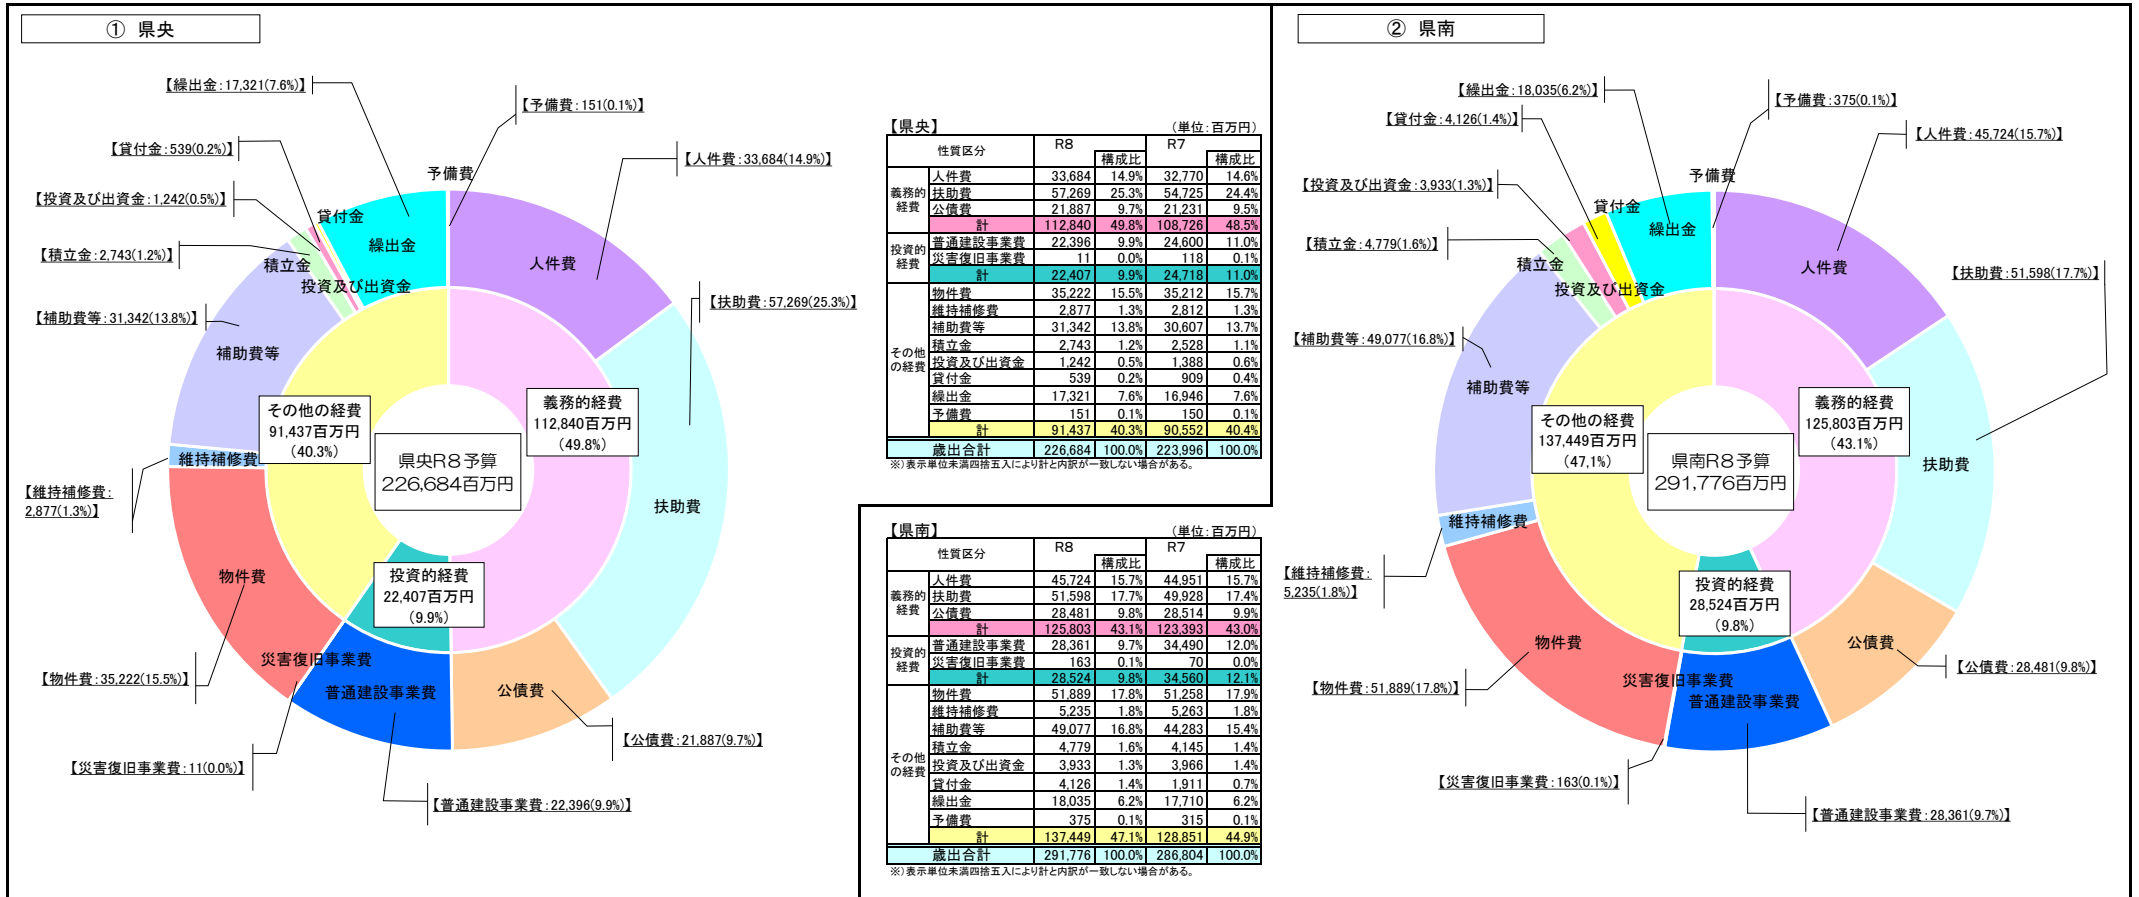 ① 県央
【繰出金：17,321(7.6%)】
【予備費：151(0.1%)】
【貸付金：539(0.2%)】
【人件費：33,684(14.9%)】
【投資及び出資金：1,242(0.5%)】
【積立金：2,743(1.2%)】
【扶助費：57,269(25.3%)】
【補助費等：31,342(13.8%)】
【維持補修費：
2,877(1.3%)】
【物件費：35,222(15.5%)】
【災害復旧事業費：11(0.0%)】
【普通建設事業費：22,396(9.9%)】
【公債費：21,887(9.7%)】
予備費
貸付金
繰出金
人件費
積立金
投資及び出資金
補助費等
維持補修費
扶助費
物件費
災害復旧事業費
普通建設事業費
公債費
その他の経費
91,437百万円
(40.3%)
義務的経費
112,840百万円
(49.8%)
県央R８予算
226,684百万円
投資的経費
22,407百万円
(9.9%)
【県央】 （単位：百万円）
性質区分 R8 R7
構成比 構成比
義務的経費
人件費 33,684 14.9% 32,770 14.6%
扶助費 57,269 25.3% 54,725 24.4%
公債費 21,887 9.7% 21,231 9.5%
計 112,840 49.8% 108,726 48.5%
投資的経費
普通建設事業費 22,396 9.9% 24,600 11.0%
災害復旧事業費 11 0.0% 118 0.1%
計 22,407 9.9% 24,718 11.0%
その他の経費
物件費 35,222 15.5% 35,212 15.7%
維持補修費 2,877 1.3% 2,812 1.3%
補助費等 31,342 13.8% 30,607 13.7%
積立金 2,743 1.2% 2,528 1.1%
投資及び出資金 1,242 0.5% 1,388 0.6%
貸付金 539 0.2% 909 0.4%
繰出金 17,321 7.6% 16,946 7.6%
予備費 151 0.1% 150 0.1%
計 91,437 40.3% 90,552 40.4%
歳出合計 226,684 100.0% 223,996 100.0%
※）表示単位未満四捨五入により計と内訳が一致しない場合がある。
【県南】 （単位：百万円）
性質区分 R8 R7
構成比 構成比
義務的経費
人件費 45,724 15.7% 44,951 15.7%
扶助費 51,598 17.7% 49,928 17.4%
公債費 28,481 9.8% 28,514 9.9%
計 125,803 43.1% 123,393 43.0%
投資的経費
普通建設事業費 28,361 9.7% 34,490 12.0%
災害復旧事業費 163 0.1% 70 0.0%
計 28,524 9.8% 34,560 12.1%
その他の経費
物件費 51,889 17.8% 51,258 17.9%
維持補修費 5,235 1.8% 5,263 1.8%
補助費等 49,077 16.8% 44,283 15.4%
積立金 4,779 1.6% 4,145 1.4%
投資及び出資金 3,933 1.3% 3,966 1.4%
貸付金 4,126 1.4% 1,911 0.7%
繰出金 18,035 6.2% 17,710 6.2%
予備費 375 0.1% 315 0.1%
計 137,449 47.1% 128,851 44.9%
歳出合計 291,776 100.0% 286,804 100.0%
※）表示単位未満四捨五入により計と内訳が一致しない場合がある。
② 県南
【繰出金：18,035(6.2%)】
【予備費：375(0.1%)】
【貸付金：4,126(1.4%)】
【人件費：45,724(15.7%)】
【投資及び出資金：3,933(1.3%)】
【積立金：4,779(1.6%)】
【扶助費：51,598(17.7%)】
【補助費等：49,077(16.8%)】
【維持補修費：
5,235(1.8%)】
【物件費：51,889(17.8%)】
【公債費：28,481(9.8%)】
【災害復旧事業費：163(0.1%)】
【普通建設事業費：28,361(9.7%)】
予備費
貸付金
繰出金
人件費
積立金
投資及び出資金
補助費等
維持補修費
扶助費
物件費
災害復旧事業費
普通建設事業費
公債費
その他の経費
137,449百万円
(47,1%)
義務的経費
125,803百万円
(43.1%)
県南R８予算
291,776百万円
投資的経費
28,524百万円
(9.8%)